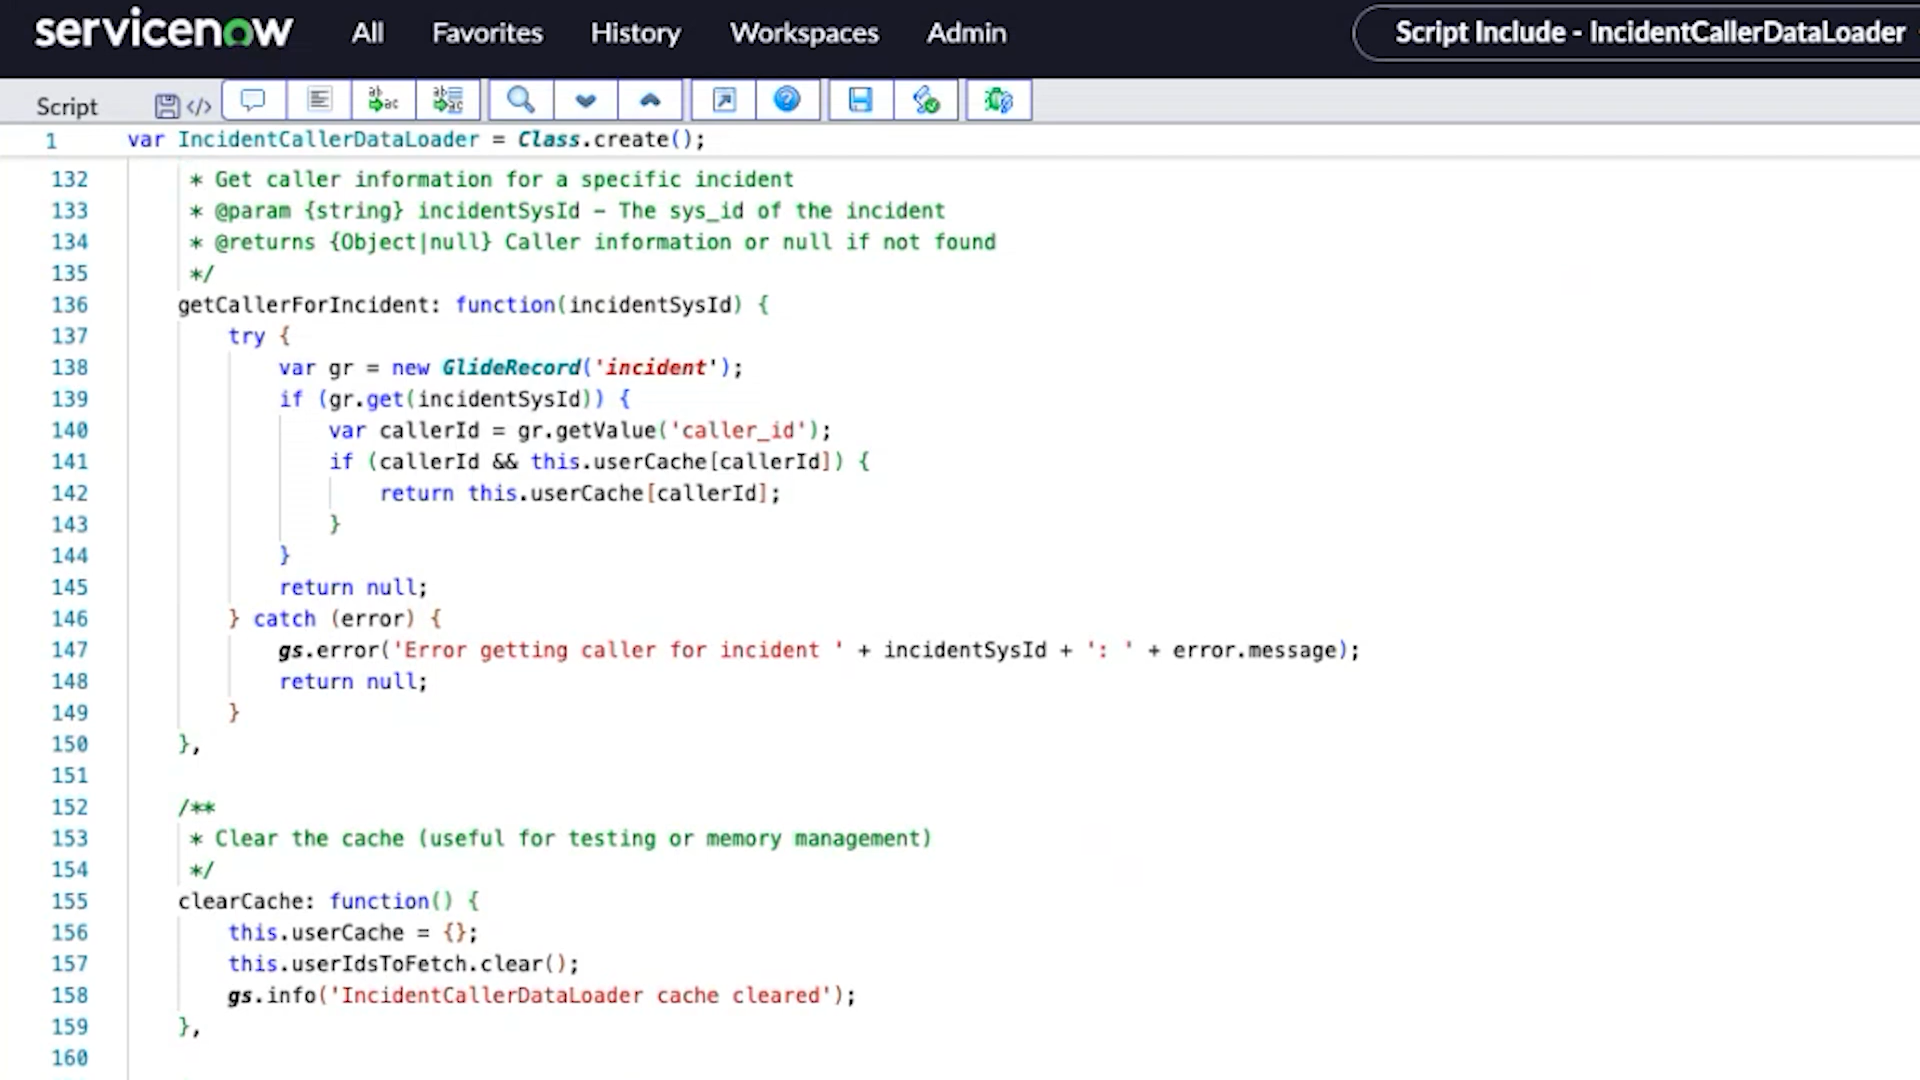 servicenow All Favorites History Workspaces Admin Script Include - IncidentCallerDataLoader
Script
1 var IncidentCallerDataLoader = Class.create();
132 * Get caller information for a specific incident
133 * @param {string} incidentSysId – The sys_id of the incident
134 * @returns {Object|null} Caller information or null if not found
135 */
136 getCallerForIncident: function(incidentSysId) {
137 try {
138 var gr = new GlideRecord('incident');
139 if (gr.get(incidentSysId)) {
140 var callerId = gr.getValue('caller_id');
141 if (callerId && this.userCache[callerId]) {
142 return this.userCache[callerId];
143 }
144 }
145 return null;
146 } catch (error) {
147 gs.error('Error getting caller for incident ' + incidentSysId + ': ' + error.message);
148 return null;
149 }
150 },
151
152 /**
153 * Clear the cache (useful for testing or memory management)
154 */
155 clearCache: function() {
156 this.userCache = {};
157 this.userIdsToFetch.clear();
158 gs.info('IncidentCallerDataLoader cache cleared');
159 },
160